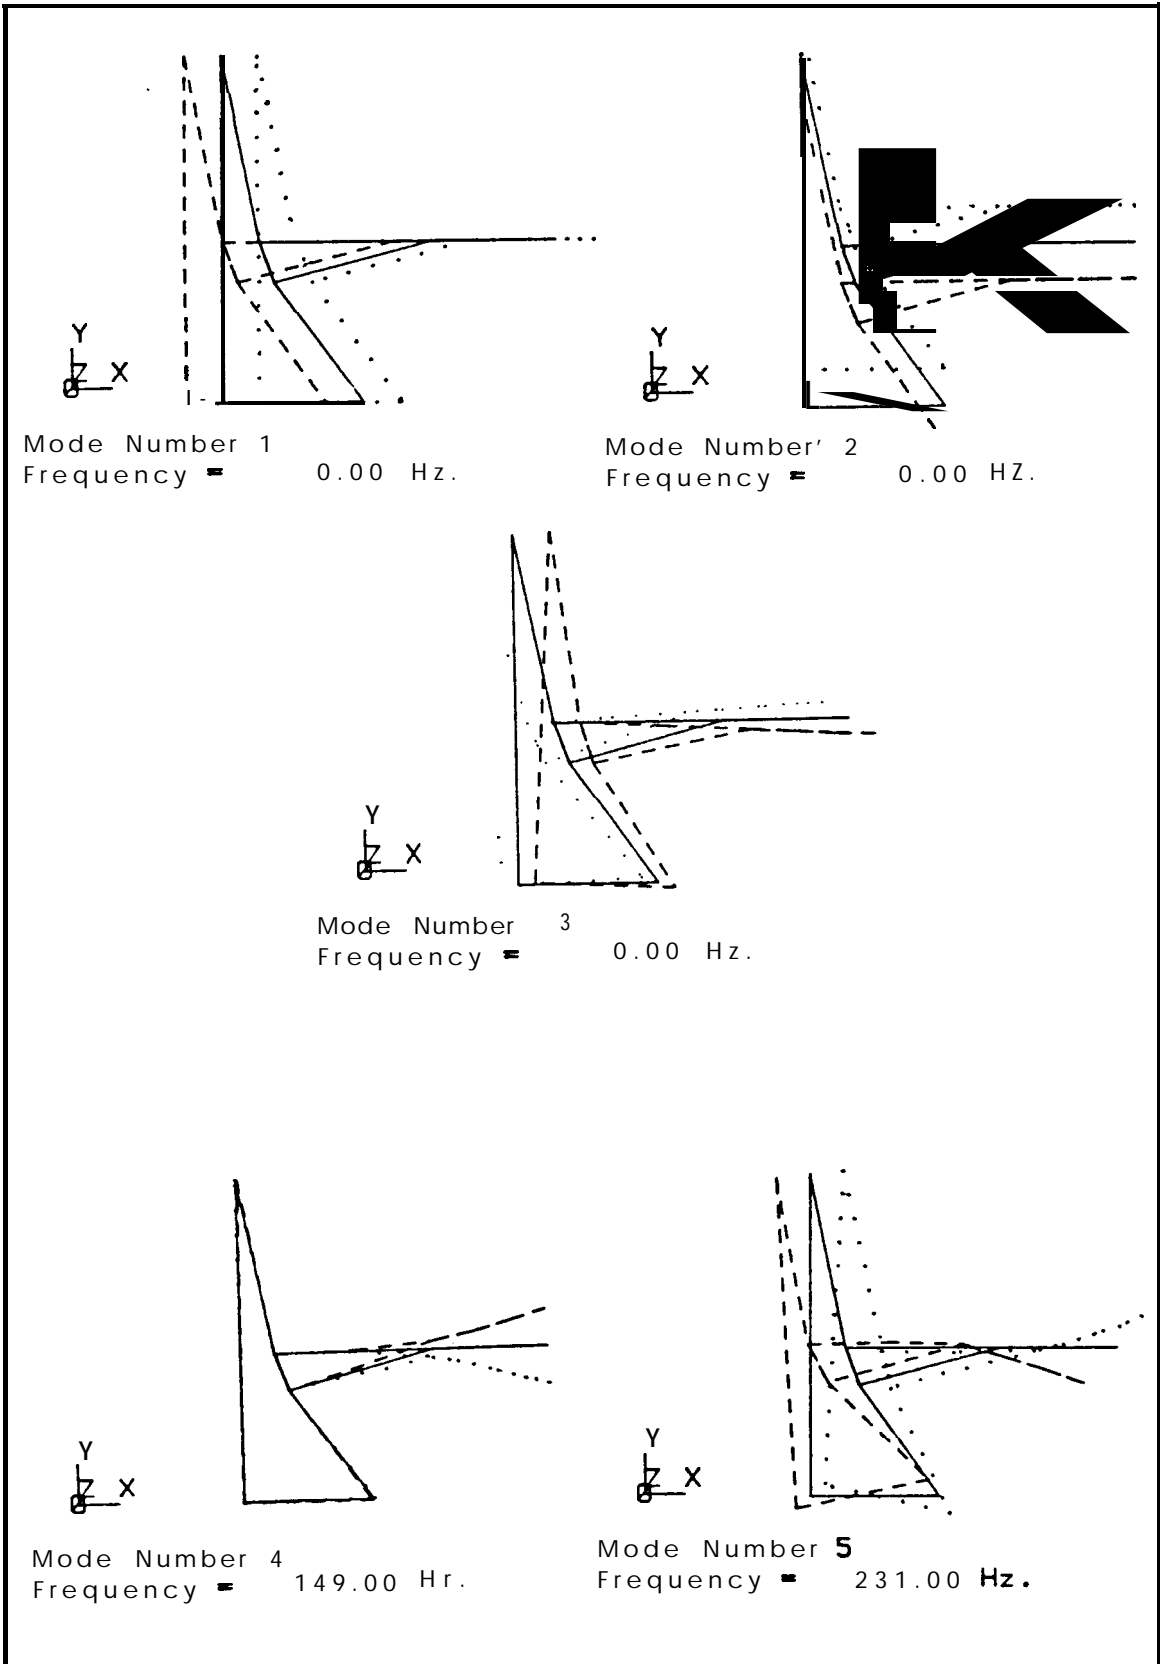 Y
Z X
Mode Number 1
Frequency = 0.00 Hz.
Y
Z X
Mode Number' 2
Frequency = 0.00 HZ.
Y
Z X
Mode Number 3
Frequency = 0.00 Hz.
Y
Z X
Mode Number 4
Frequency = 149.00 Hr.
Y
Z X
Mode Number 5
Frequency = 231.00 Hz.